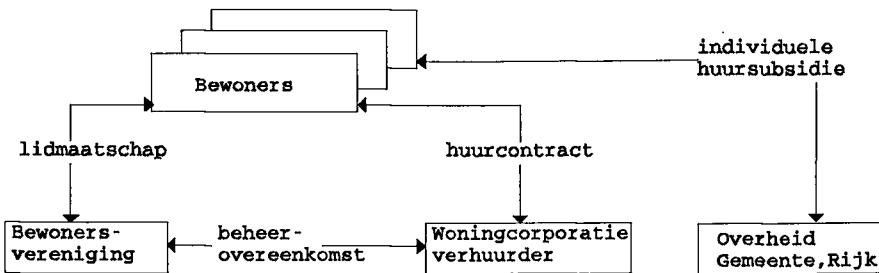 individuele
huursubsidie
Bewoners
lidmaatschap
huurcontract
Bewoners-
vereniging
beheer-
overeenkomst
Woningcorporatie
verhuurder
Overheid
Gemeente,Rijk